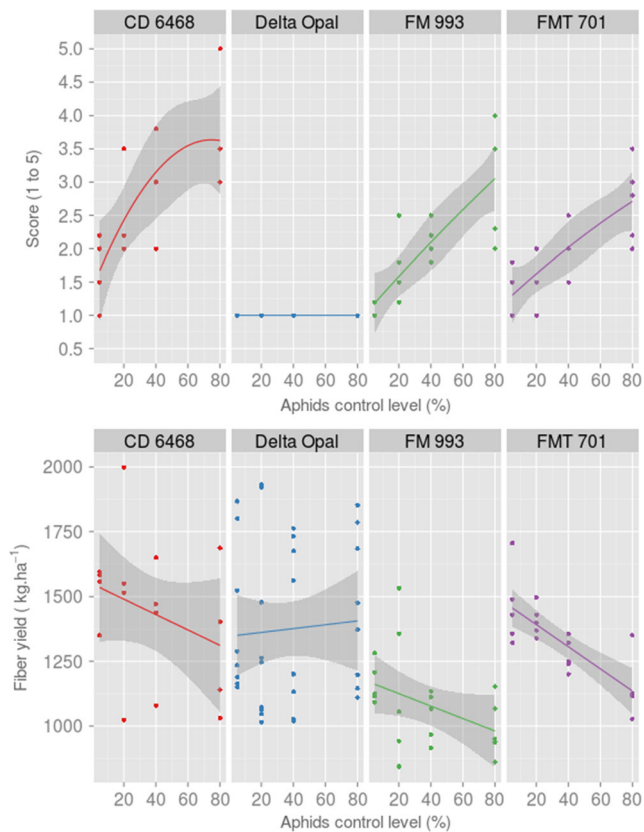 CD 6468 Delta Opal FM 993 FMT 701
5.0
4.5
4.0
3.5
3.0
2.5
2.0
1.5
1.0
0.5
Score (1 to 5)
20 40 60 80 20 40 60 80 20 40 60 80 20 40 60 80
Aphids control level (%)
CD 6468 Delta Opal FM 993 FMT 701
2000
1750
1500
1250
1000
Fiber yield ( kg.ha⁻¹)
20 40 60 80 20 40 60 80 20 40 60 80 20 40 60 80
Aphids control level (%)